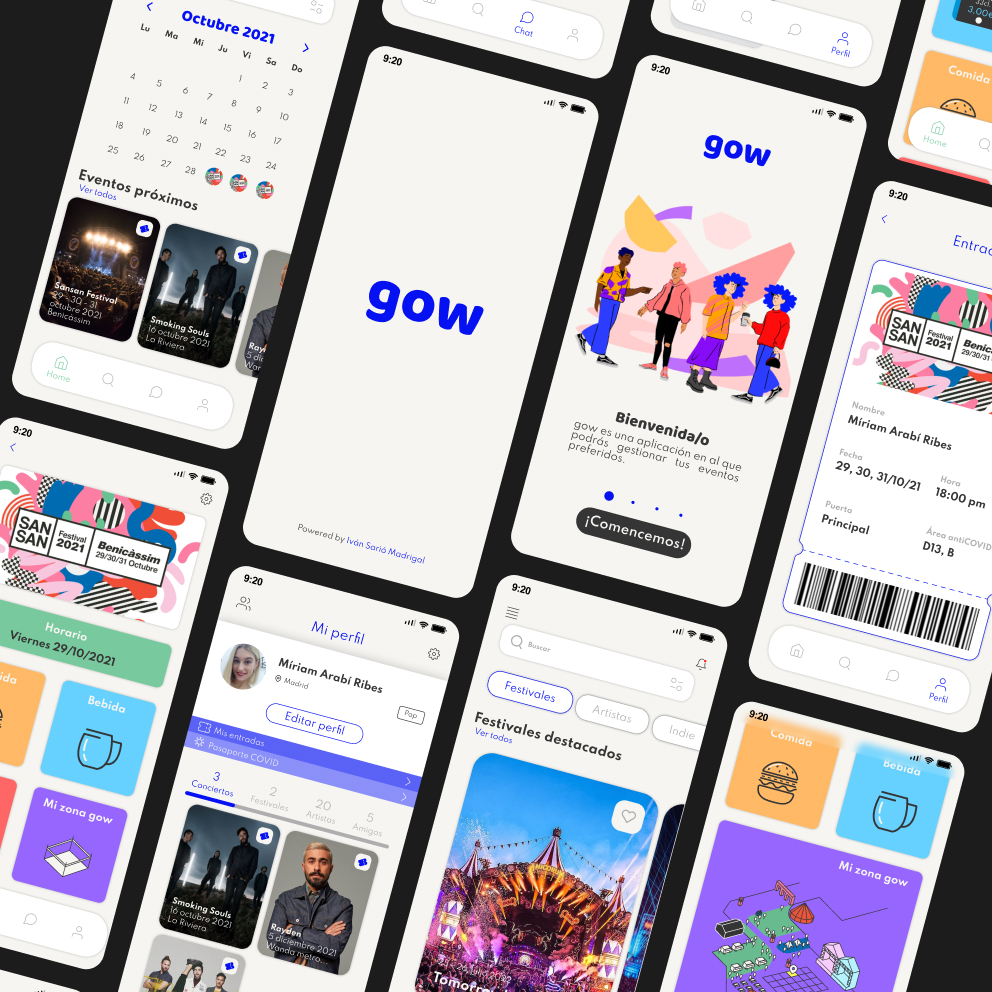 Octubre 2021
Lu Ma Mi Ju Vi Sa Do
1 2 3
4 5 6 7 8 9 10
11 12 13 14 15 16 17
18 19 20 21 22 23 24
25 26 27 28
Eventos próximos
Ver todos
Sansan Festival
29 - 30 - 31
octubre 2021
Benicàssim
Smoking Souls
16 octubre 2021
La Riviera
5 dic
Home
Chat
Perfil
33cl.
3,00€
Comida
Home
9:20
gow
Powered by Iván Sarió Madrigal
9:20
gow
Bienvenida/o
gow es una aplicación en al que
podrás gestionar tus eventos
preferidos.
¡Comencemos!
9:20
SAN
SAN
Festival
2021
29/30/31
Nombre
Míriam Arabí Ribes
Fecha
29, 30, 31/10/21
Hora
18:00 pm
Puerta
Principal
Área antiCOVID
D13, B
Perfil
9:20
SAN
SAN
Festival
2021
Benicàssim
29/30/31 Octubre
Horario
Viernes 29/10/2021
Bebida
Mi zona gow
9:20
Mi perfil
Míriam Arabí Ribes
Madrid
Pop
Editar perfil
Mis entradas
Pasaporte COVID
3
Conciertos
2
Festivales
20
Artistas
5
Amigos
Smoking Souls
16 octubre 2021
La Riviera
Rayden
5 diciembre 2021
Wanda metro...
9:20
Buscar
Festivales
Artistas
Indie
Festivales destacados
Ver todos
9:20
Comida
Bebida
Mi zona gow